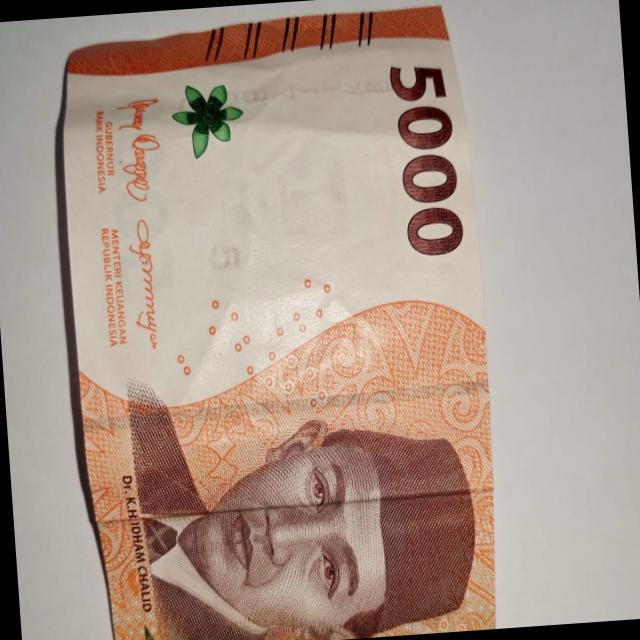 5000
GUBERNUR
BANK INDONESIA
MENTERI KEUANGAN
REPUBLIK INDONESIA
Dr. K.H. IDHAM CHALID